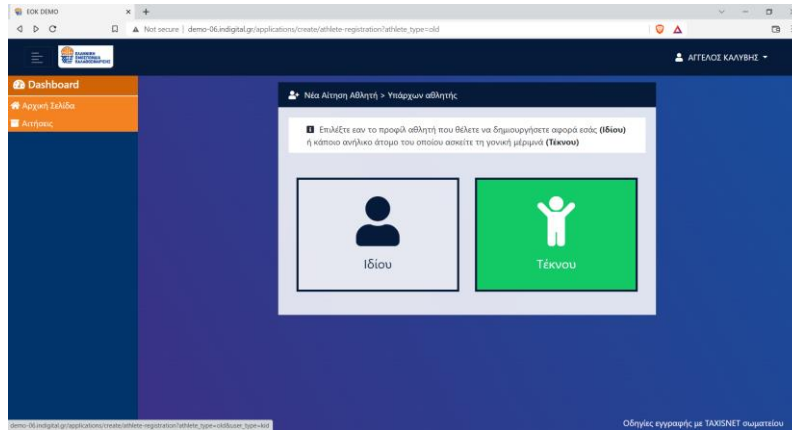 EOK DEMO
Not secure | demo-06.indigital.gr/applications/create/athlete-registration?athlete_type=old
ΕΛΛΗΝΙΚΗ
ΟΜΟΣΠΟΝΔΙΑ
ΚΑΛΑΘΟΣΦΑΙΡΙΣΗΣ
ΑΓΓΕΛΟΣ ΚΑΛΥΒΗΣ
Dashboard
Αρχική Σελίδα
Αιτήσεις
Νέα Αίτηση Αθλητή > Υπάρχων αθλητής
Επιλέξτε εαν το προφίλ αθλητή που θέλετε να δημιουργήσετε αφορά εσάς (Ιδίου)
ή κάποιο ανήλικο άτομο του οποίου ασκείτε τη γονική μέριμνά (Τέκνου)
Ιδίου
Τέκνου
demo-06.indigital.gr/applications/create/athlete-registration?athlete_type=old&user_type=kid
Οδηγίες εγγραφής με TAXISNET σωματείου